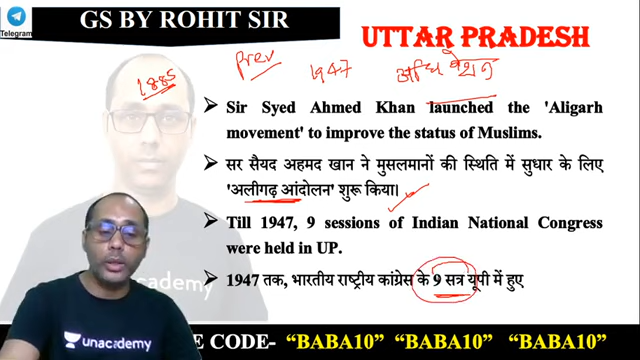 GS BY ROHIT SIR
Telegram
UTTAR PRADESH
Prev
1885
1947
अधिवेशन
➤ Sir Syed Ahmed Khan launched the 'Aligarh
movement' to improve the status of Muslims.
➤ सर सैयद अहमद खान ने मुसलमानों की स्थिति में सुधार के लिए
'अलीगढ़ आंदोलन' शुरू किया।
➤ Till 1947, 9 sessions of Indian National Congress
were held in UP.
➤ 1947 तक, भारतीय राष्ट्रीय कांग्रेस के 9 सत्र यूपी में हुए
unacademy
E CODE- “BABA10” “BABA10” “BABA10”